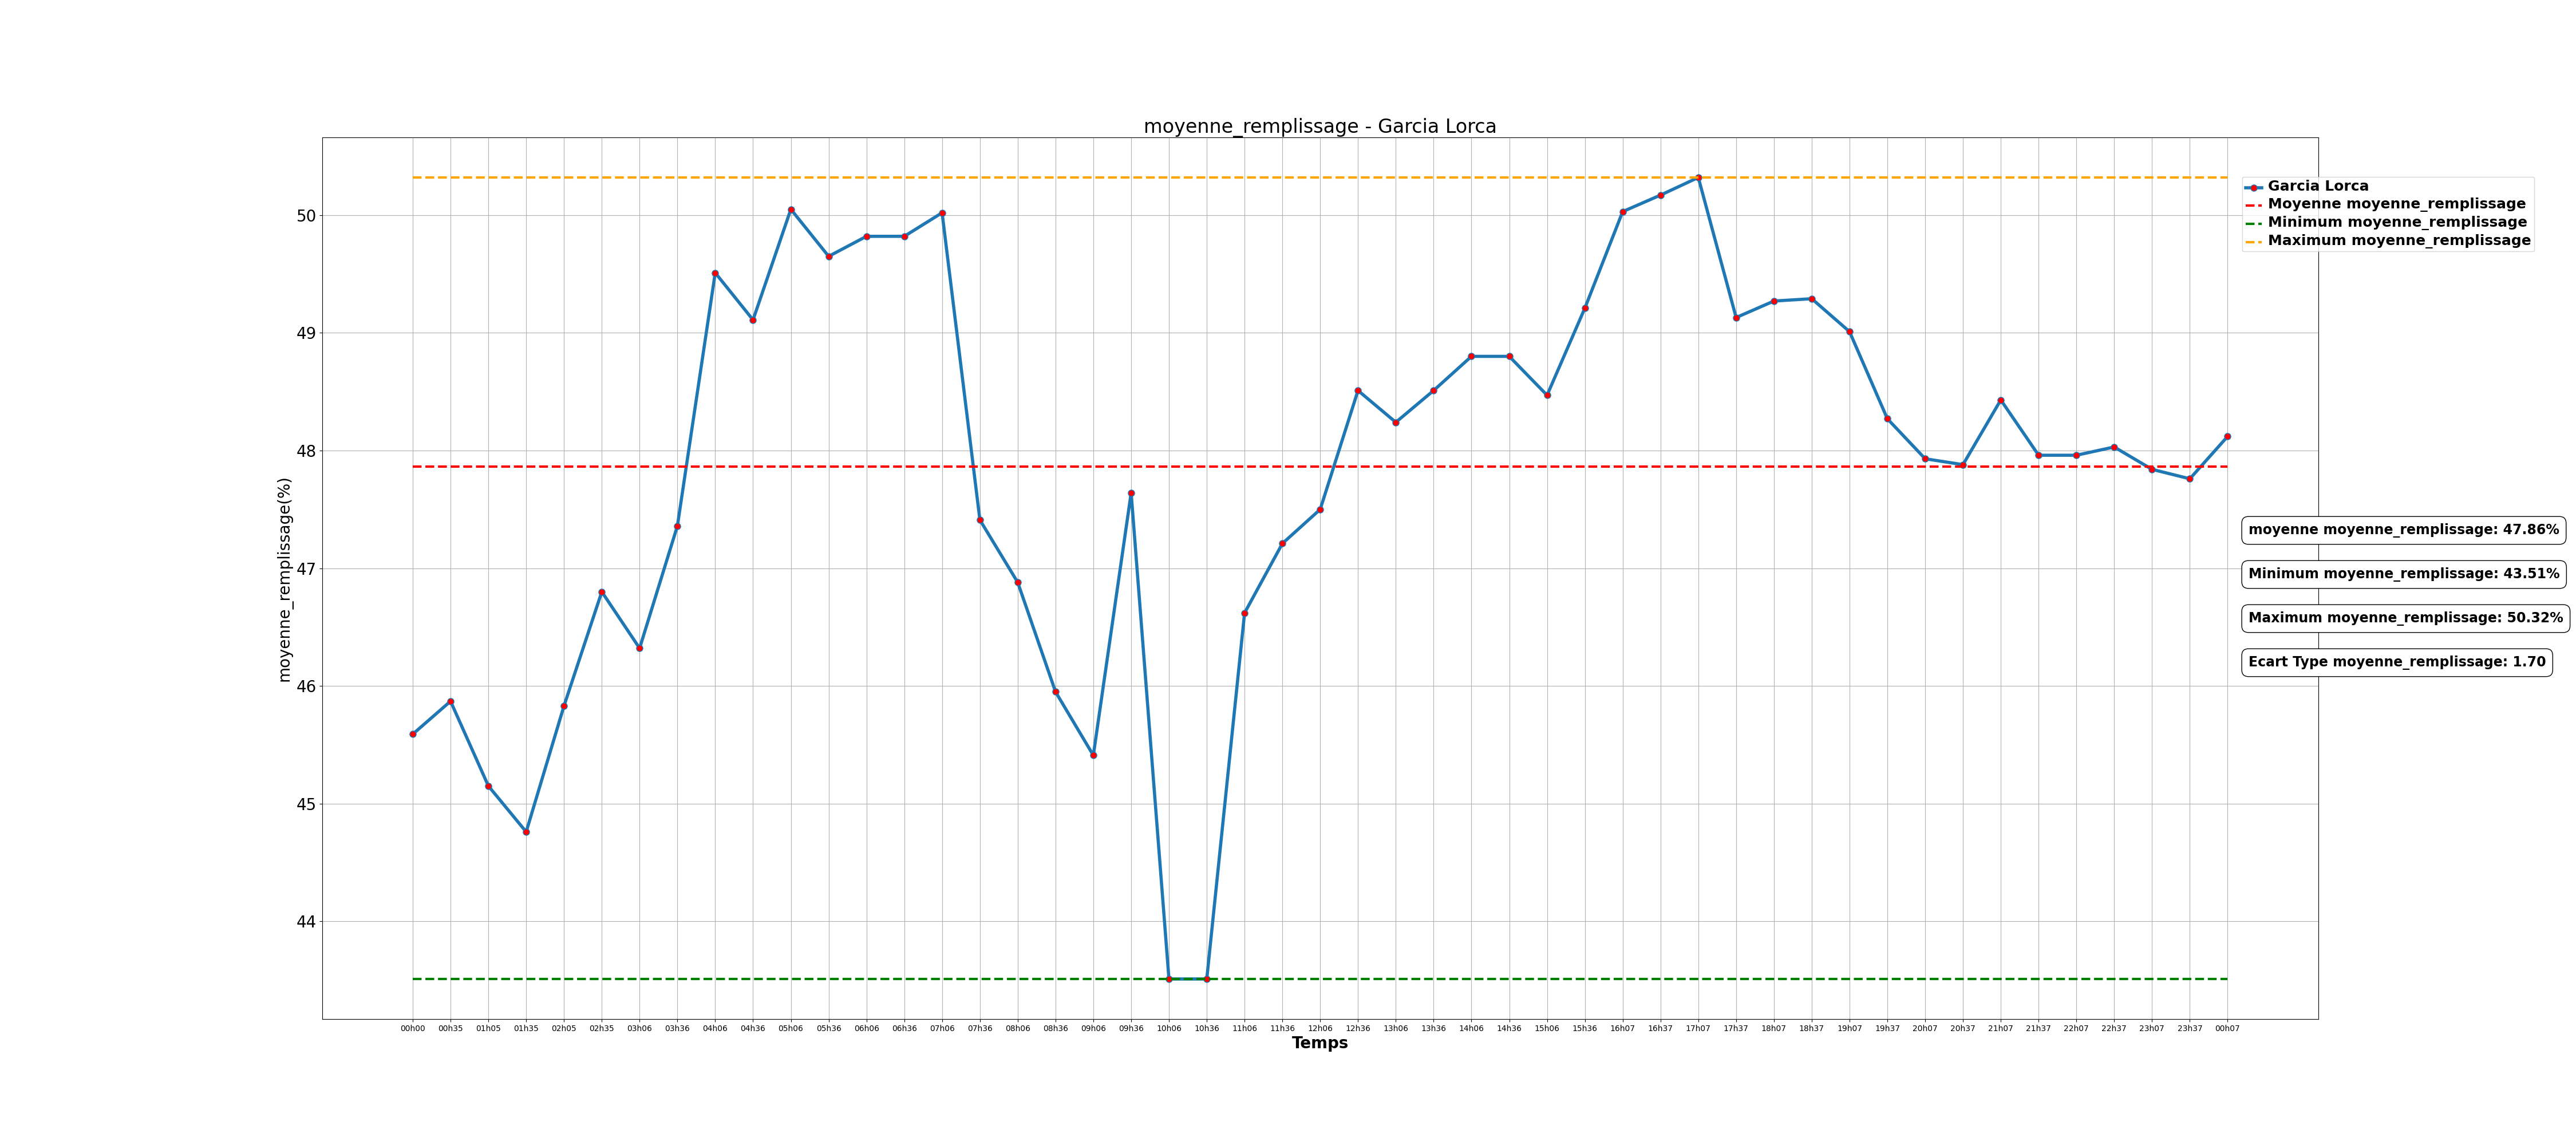 moyenne_remplissage - Garcia Lorca
Garcia Lorca
Moyenne moyenne_remplissage
Minimum moyenne_remplissage
Maximum moyenne_remplissage
moyenne_remplissage(%)
50
49
48
47
46
45
44
moyenne moyenne_remplissage: 47.86%
Minimum moyenne_remplissage: 43.51%
Maximum moyenne_remplissage: 50.32%
Ecart Type moyenne_remplissage: 1.70
00h00 00h35 01h05 01h35 02h05 02h35 03h06 03h36 04h06 04h36 05h06 05h36 06h06 06h36 07h06 07h36 08h06 08h36 09h06 09h36 10h06 10h36 11h06 11h36 12h06 12h36 13h06 13h36 14h06 14h36 15h06 15h36 16h07 16h37 17h07 17h37 18h07 18h37 19h07 19h37 20h07 20h37 21h07 21h37 22h07 22h37 23h07 23h37 00h07
Temps